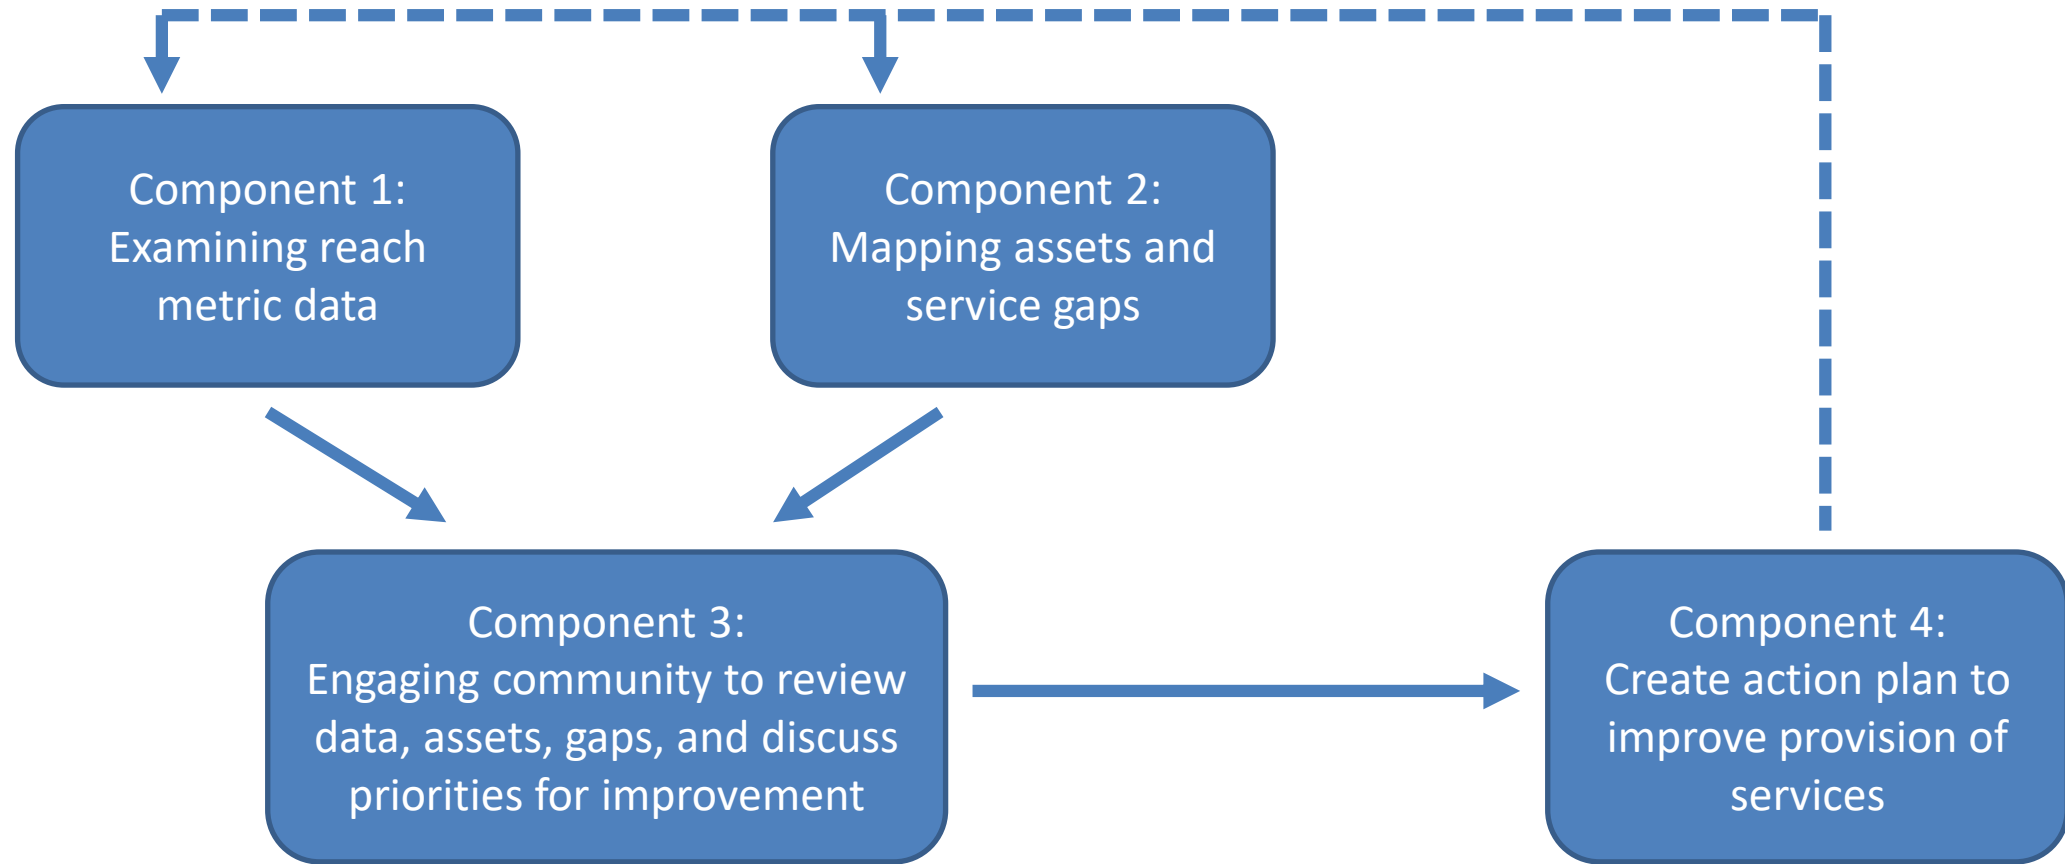 Component 1:
Examining reach
metric data
Component 2:
Mapping assets and
service gaps
Component 3:
Engaging community to review
data, assets, gaps, and discuss
priorities for improvement
Component 4:
Create action plan to
improve provision of
services